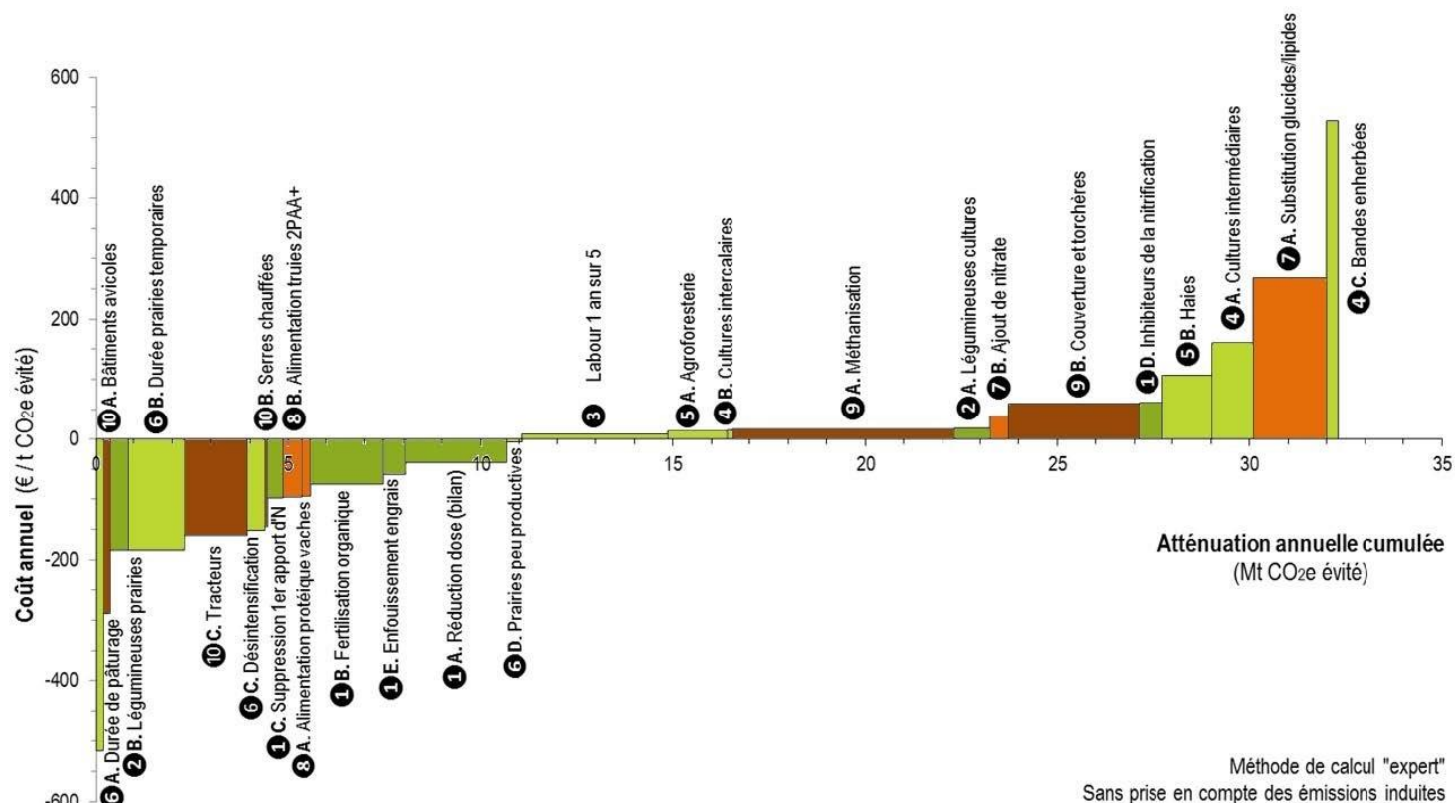 600
400
200
0
-200
-400
-600
Coût annuel (€ / t CO2e évité)
0
5
10
15
20
25
30
35
Atténuation annuelle cumulée
(Mt CO2e évité)
10 A. Bâtiments avicoles
6 B. Durée prairies temporaires
10 B. Serres chauffées
8 B. Alimentation truies 2PAA+
3 Labour 1 an sur 5
5 A. Agroforesterie
4 B. Cultures intercalaires
9 A. Méthanisation
2 A. Légumineuses cultures
7 B. Ajout de nitrate
9 B. Couverture et torchères
1 D. Inhibiteurs de la nitrification
5 B. Haies
4 A. Cultures intermédiaires
7 A. Substitution glucides/lipides
4 C. Bandes enherbées
6 A. Durée de pâturage
2 B. Légumineuses prairies
10 C. Tracteurs
6 C. Désintensification
1 C. Suppression 1er apport d'N
8 A. Alimentation protéique vaches
1 B. Fertilisation organique
1 E. Enfouissement engrais
1 A. Réduction dose (bilan)
6 D. Prairies peu productives
Méthode de calcul "expert"
Sans prise en compte des émissions induites